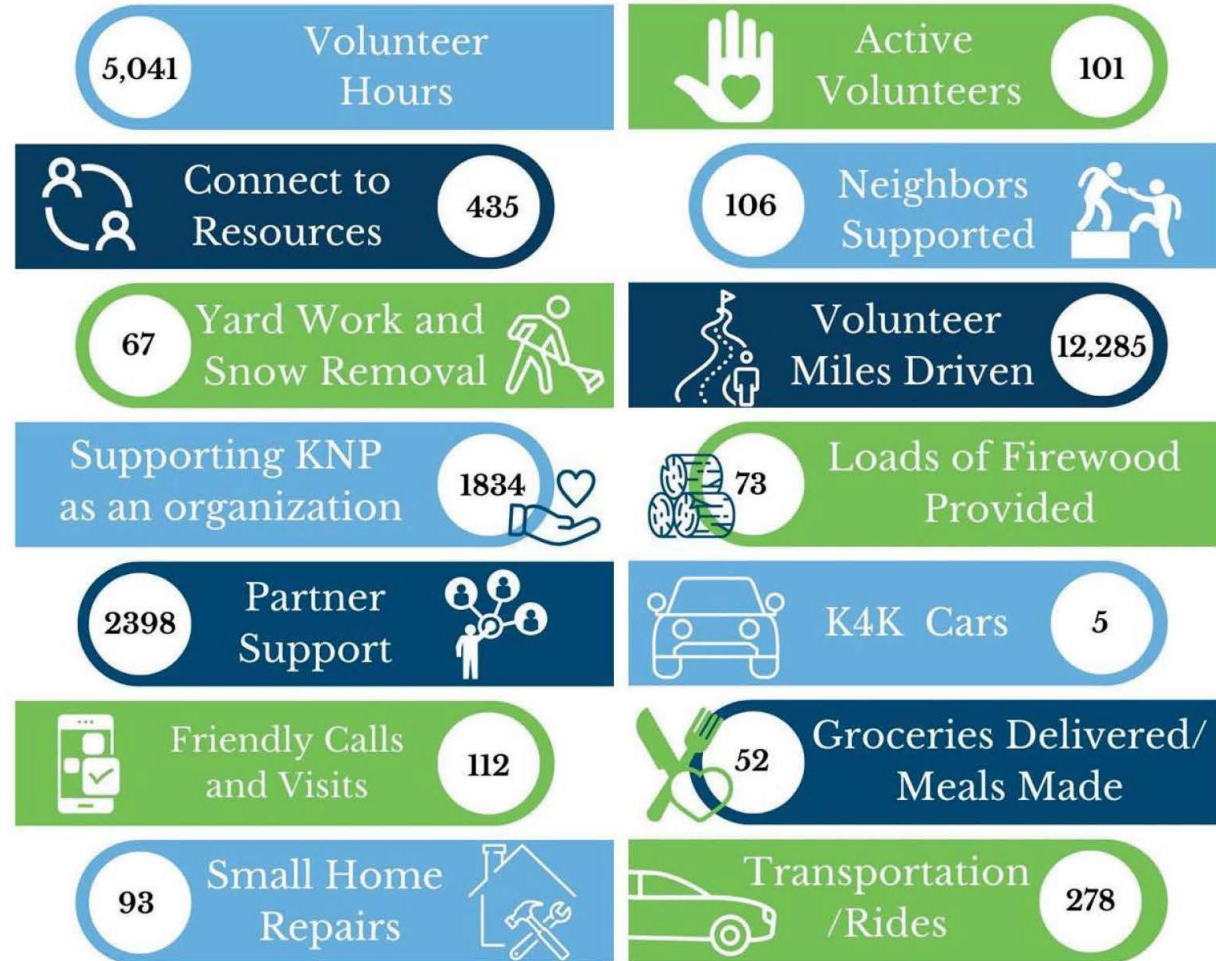 5,041
Volunteer
Hours
Active
Volunteers
101
Connect to
Resources
435
106
Neighbors
Supported
67
Yard Work and
Snow Removal
Volunteer
Miles Driven
12,285
Supporting KNP
as an organization
1834
73
Loads of Firewood
Provided
2398
Partner
Support
K4K Cars
5
Friendly Calls
and Visits
112
52
Groceries Delivered/
Meals Made
93
Small Home
Repairs
Transportation
/Rides
278